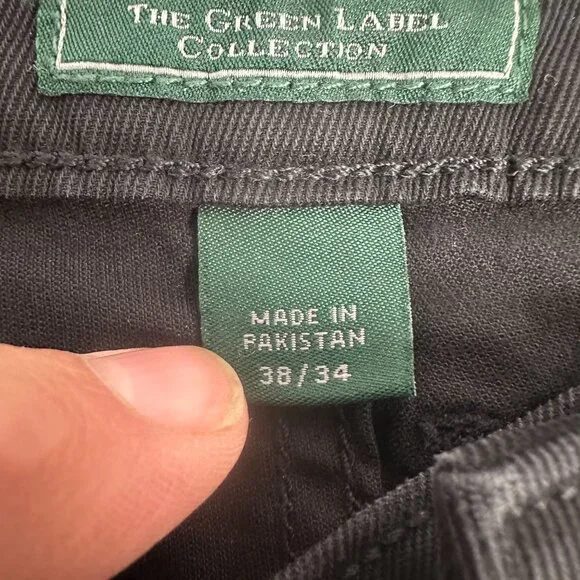 THE GREEN LABEL
COLLECTION
MADE IN
PAKISTAN
38/34